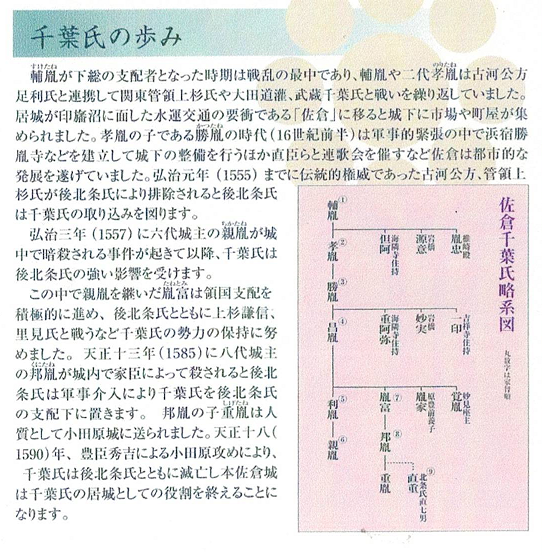 千葉氏の歩み
輔胤が下総の支配者となった時期は戦乱の最中であり、輔胤や二代孝胤は古河公方
足利氏と連携して関東管領上杉氏や大田道灌、武蔵千葉氏と戦いを繰り返していました。
居城が印旛沼に面した水運交通の要衝である「佐倉」に移ると城下に市場や町屋が集
められました。孝胤の子である勝胤の時代（16世紀前半）は軍事的緊張の中で浜宿勝
胤寺などを建立して城下の整備を行うほか直臣らと連歌会を催すなど佐倉は都市的な
発展を遂げていました。弘治元年（1555）までに伝統的権威であった古河公方、管領上
杉氏が後北条氏により排除されると後北条氏
は千葉氏の取り込みを図ります。
弘治三年（1557）に六代城主の親胤が城
中で暗殺される事件が起きて以降、千葉氏は
後北条氏の強い影響を受けます。
この中で親胤を継いだ胤富は領国支配を
積極的に進め、後北条氏とともに上杉謙信、
里見氏と戦うなど千葉氏の勢力の保持に努
めました。天正十三年（1585）に八代城主
の邦胤が城内で家臣によって殺されると後北
条氏は軍事介入により千葉氏を後北条氏
の支配下に置きます。 邦胤の子重胤は人
質として小田原城に送られました。天正十八（
1590）年、豊臣秀吉による小田原攻めにより、
千葉氏は後北条氏とともに滅亡し本佐倉城
は千葉氏の居城としての役割を終えることに
なります。
佐倉千葉氏略系図
丸数字は家督順
輔胤①
孝胤②
但阿 海隣寺住持
源意 岩橋
胤忠 椎崎殿
勝胤③
昌胤④
重阿弥 海隣寺住持
妙実 岩橋
一印 吉祥寺住持
利胤⑤
親胤⑥
胤富⑦
胤家 原豊前養子
覚胤 妙見座主
邦胤⑧
重胤
直重⑨ 北条氏直七男